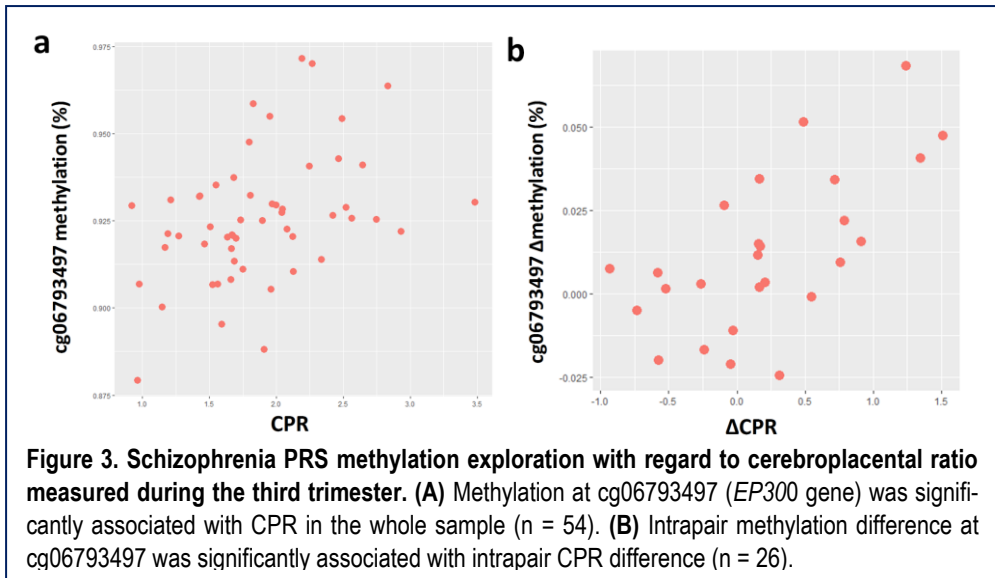 a
b
cg06793497 methylation (%)
0.975
0.950
0.925
0.900
0.875
1.0 1.5 2.0 2.5 3.0 3.5
CPR
cg06793497 Δmethylation (%)
0.050
0.025
0.000
-0.025
-1.0 -0.5 0.0 0.5 1.0 1.5
ΔCPR
Figure 3. Schizophrenia PRS methylation exploration with regard to cerebroplacental ratio
measured during the third trimester. (A) Methylation at cg06793497 (EP300 gene) was signifi-
cantly associated with CPR in the whole sample (n = 54). (B) Intrapair methylation difference at
cg06793497 was significantly associated with intrapair CPR difference (n = 26).